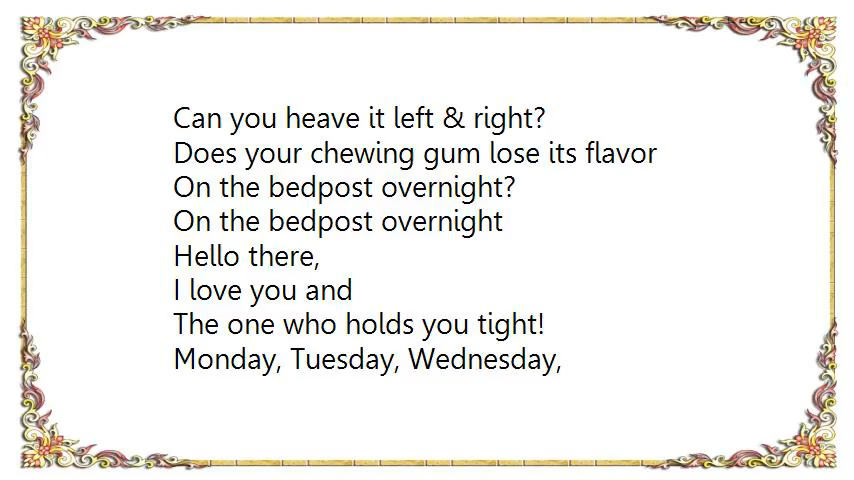 Can you heave it left & right?
Does your chewing gum lose its flavor
On the bedpost overnight?
On the bedpost overnight
Hello there,
I love you and
The one who holds you tight!
Monday, Tuesday, Wednesday,